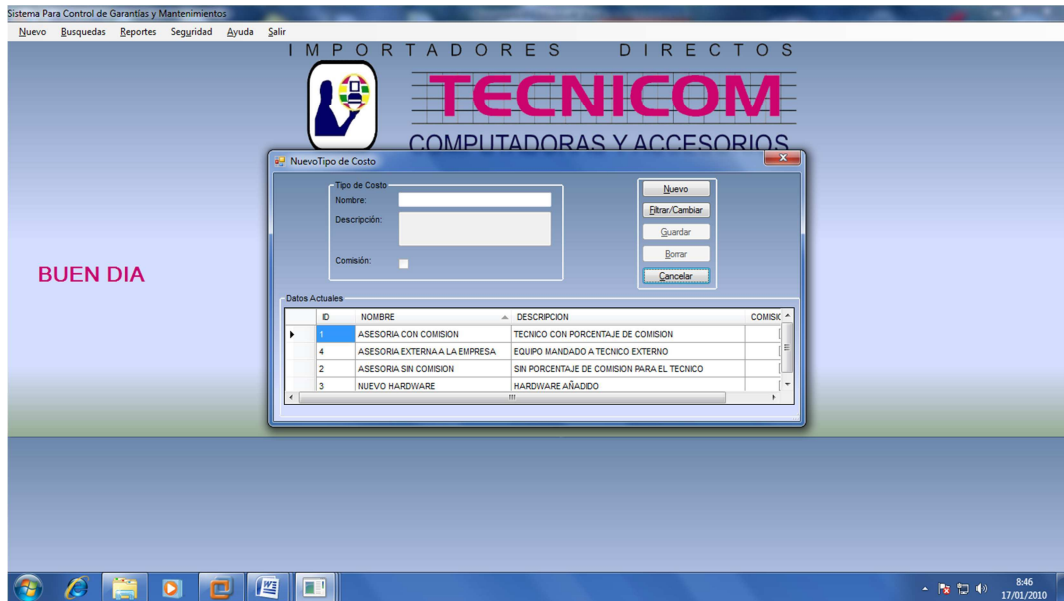 Sistema Para Control de Garantías y Mantenimientos
Nuevo Busquedas Reportes Seguridad Ayuda Salir
IMPORTADORES DIRECTOS
TECNICOM
COMPUTADORAS Y ACCESORIOS
NuevoTipo de Costo
Tipo de Costo
Nombre:
Descripción:
Comisión:
Nuevo
Filtrar/Cambiar
Guardar
Borrar
Cancelar
BUEN DIA
Datos Actuales
ID NOMBRE DESCRIPCION COMISIC
1 ASESORIA CON COMISION TECNICO CON PORCENTAJE DE COMISION
4 ASESORIA EXTERNA A LA EMPRESA EQUIPO MANDADO A TECNICO EXTERNO
2 ASESORIA SIN COMISION SIN PORCENTAJE DE COMISION PARA EL TECNICO
3 NUEVO HARDWARE HARDWARE AÑADIDO
8:46
17/01/2010